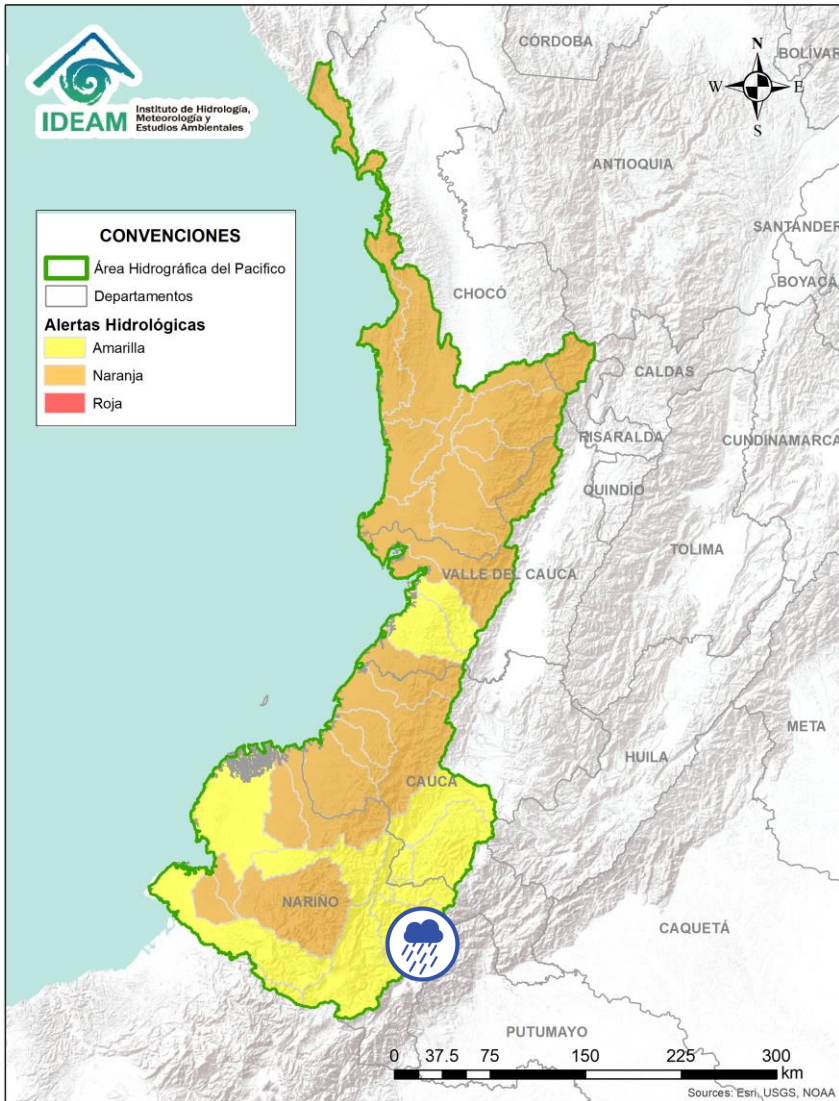 IDEAM
Instituto de Hidrología,
Meteorología y
Estudios Ambientales
N
W
E
S
CÓRDOBA
BOLÍVAR
ANTIOQUIA
SANTANDER
BOYACÁ
CHOCÓ
CALDAS
RISARALDA
CUNDINAMARCA
QUINDÍO
TOLIMA
VALLE DEL CAUCA
META
HUILA
CAUCA
NARIÑO
CAQUETÁ
PUTUMAYO
CONVENCIONES
Área Hidrográfica del Pacifico
Departamentos
Alertas Hidrológicas
Amarilla
Naranja
Roja
0 37.5 75 150 225 300
km
Sources: Esri, USGS, NOAA